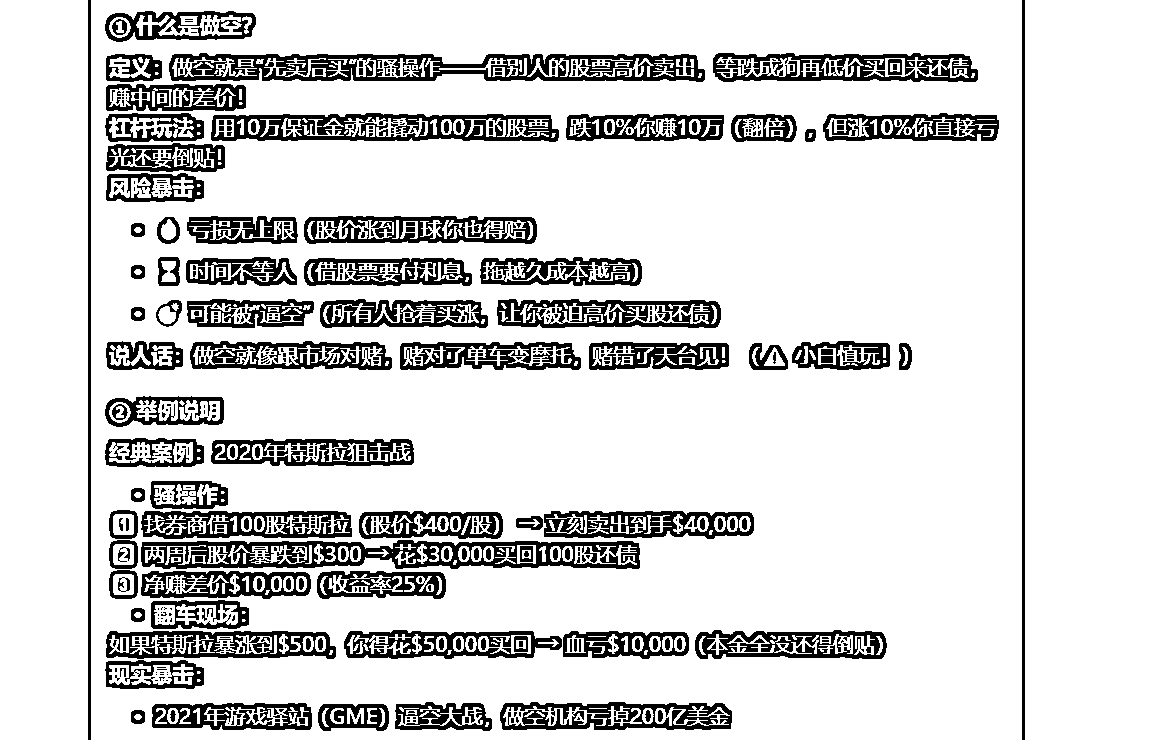 ① 什么是做空?
定义：做空就是“先卖后买”的骚操作——借别人的股票高价卖出，等跌成狗再低价买回来还债，
赚中间的差价！
杠杆玩法：用10万保证金就能撬动100万的股票，跌10%你赚10万（翻倍），但涨10%你直接亏
光还要倒贴！
风险暴击：
亏损无上限（股价涨到月球你也得赔）
时间不等人（借股票要付利息，拖越久成本越高）
可能被“逼空”（所有人抢着买涨，让你被迫高价买股还债）
说人话：做空就像跟市场对赌，赌对了单车变摩托，赌错了天台见！（⚠ 小白慎玩！）
② 举例说明
经典案例：2020年特斯拉狙击战
骚操作：
1 找券商借100股特斯拉（股价$400/股）→ 立刻卖出到手$40,000
2 两周后股价暴跌到$300 → 花$30,000买回100股还债
3 净赚差价$10,000（收益率25%）
翻车现场：
如果特斯拉暴涨到$500，你得花$50,000买回 → 血亏$10,000（本金全没还得倒贴）
现实暴击：
2021年游戏驿站（GME）逼空大战，做空机构亏掉200亿美金